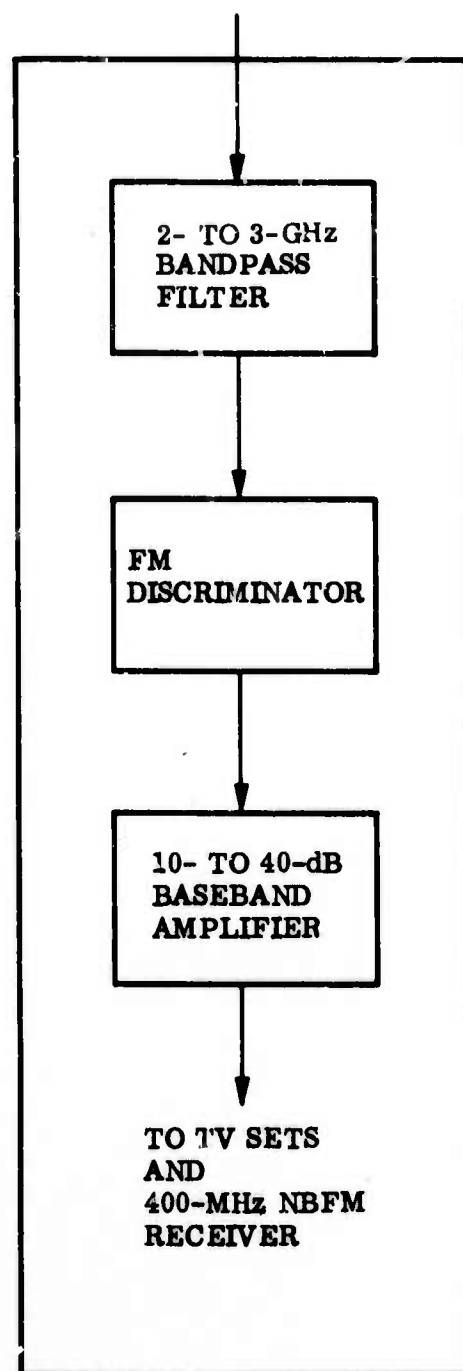 2- TO 3-GHz
BANDPASS
FILTER
FM
DISCRIMINATOR
10- TO 40-dB
BASEBAND
AMPLIFIER
TO TV SETS
AND
400-MHz NBFM
RECEIVER